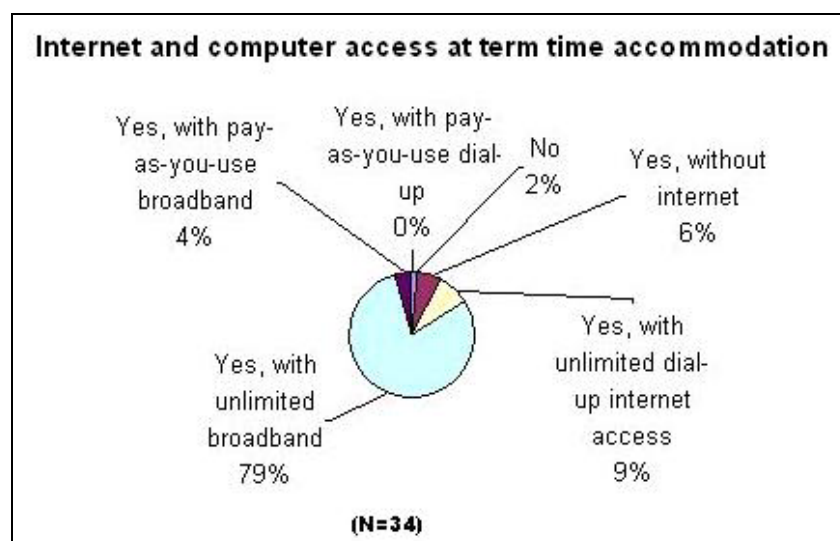 Internet and computer access at term time accommodation
Yes, with pay-
as-you-use
broadband
4%
Yes, with pay-
as-you-use dial-
up
0%
No
2%
Yes, without
internet
6%
Yes, with
unlimited dial-
up internet
access
9%
Yes, with
unlimited
broadband
79%
(N=34)